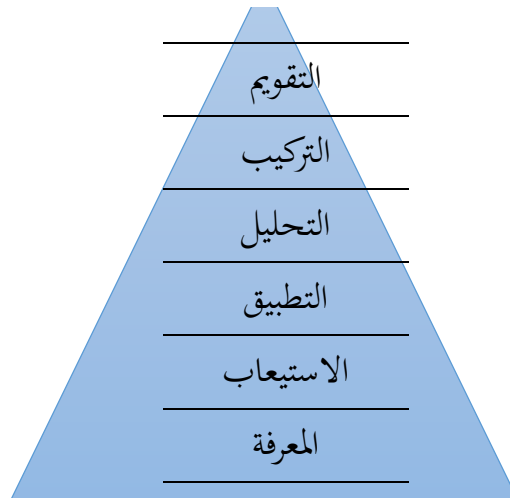 التقويم
التركيب
التحليل
التطبيق
الاستيعاب
المعرفة